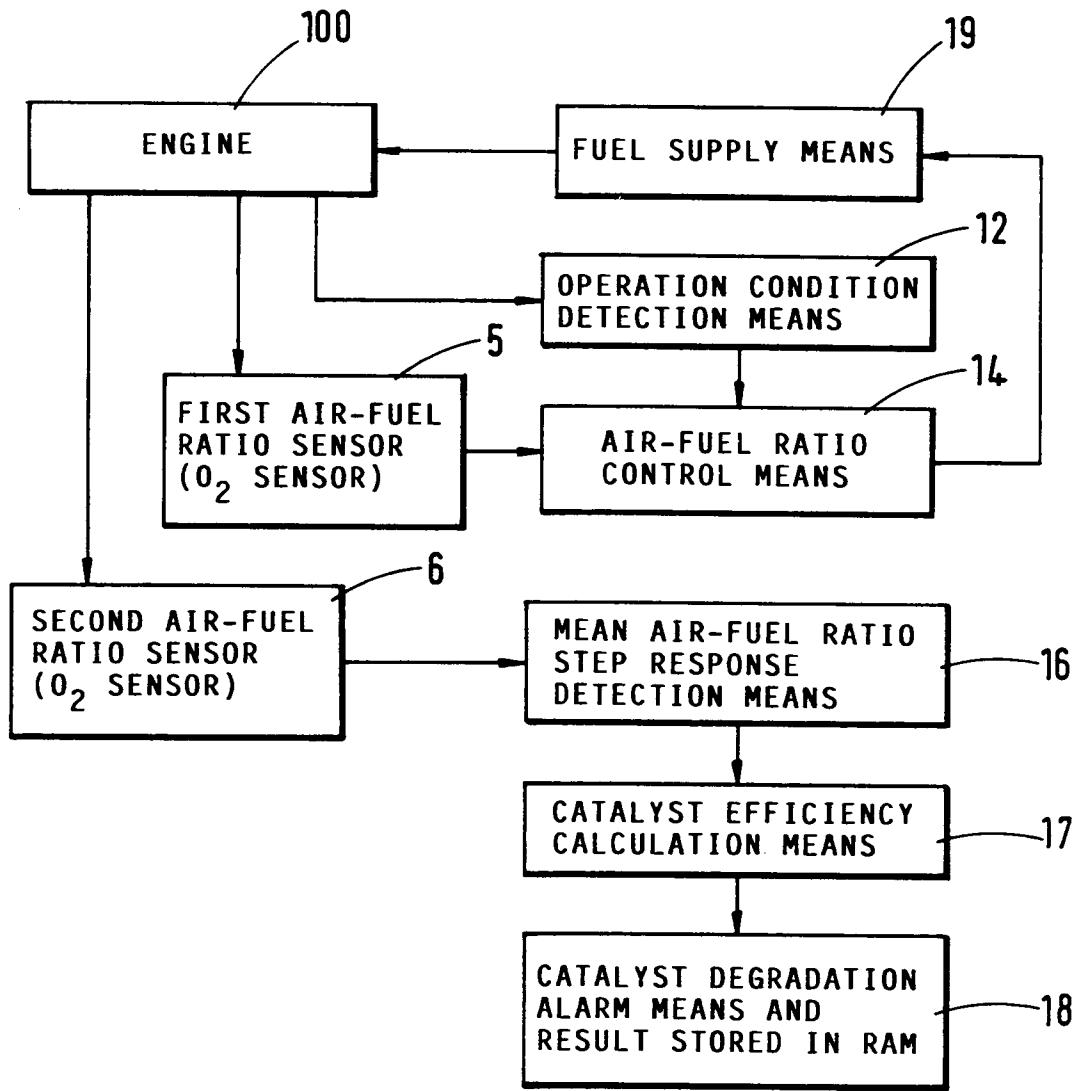 100
ENGINE
19
FUEL SUPPLY MEANS
12
OPERATION CONDITION
DETECTION MEANS
5
FIRST AIR-FUEL
RATIO SENSOR
(O2 SENSOR)
14
AIR-FUEL RATIO
CONTROL MEANS
6
SECOND AIR-FUEL
RATIO SENSOR
(O2 SENSOR)
MEAN AIR-FUEL RATIO
STEP RESPONSE
DETECTION MEANS
16
CATALYST EFFICIENCY
CALCULATION MEANS
17
CATALYST DEGRADATION
ALARM MEANS AND
RESULT STORED IN RAM
18